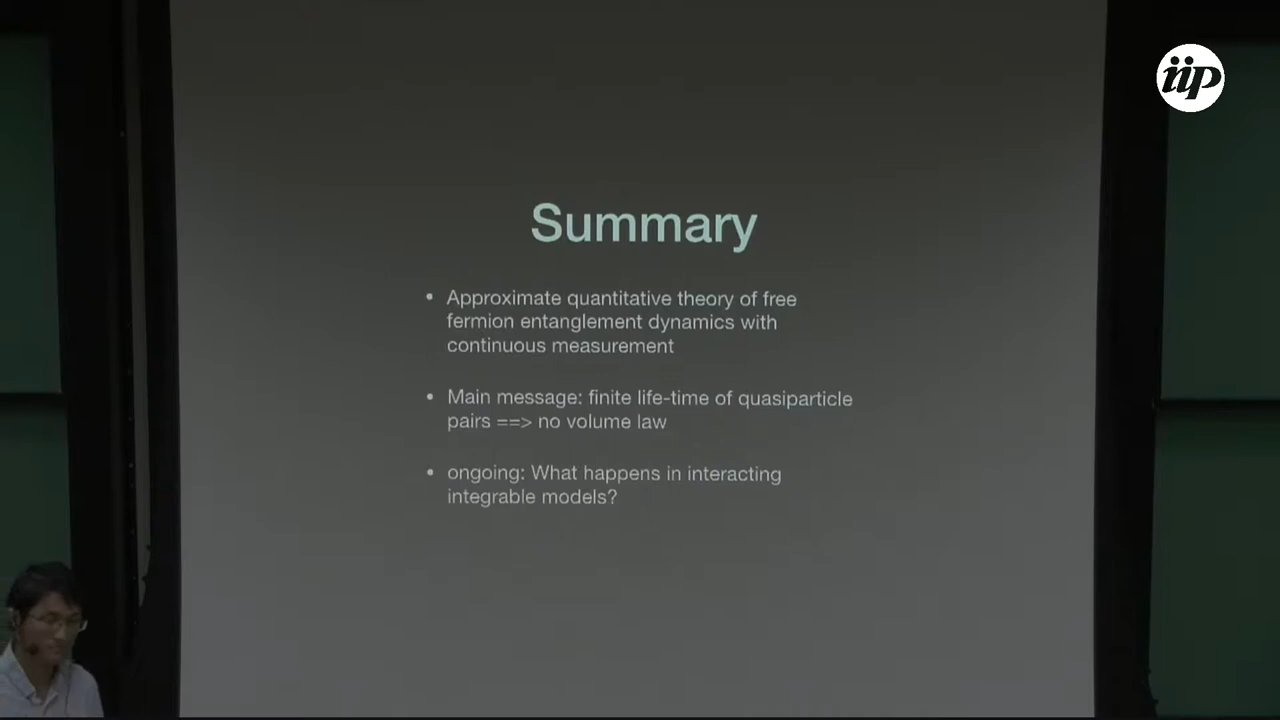 iip
Summary
• Approximate quantitative theory of free
fermion entanglement dynamics with
continuous measurement
• Main message: finite life-time of quasiparticle
pairs ==> no volume law
• ongoing: What happens in interacting
integrable models?